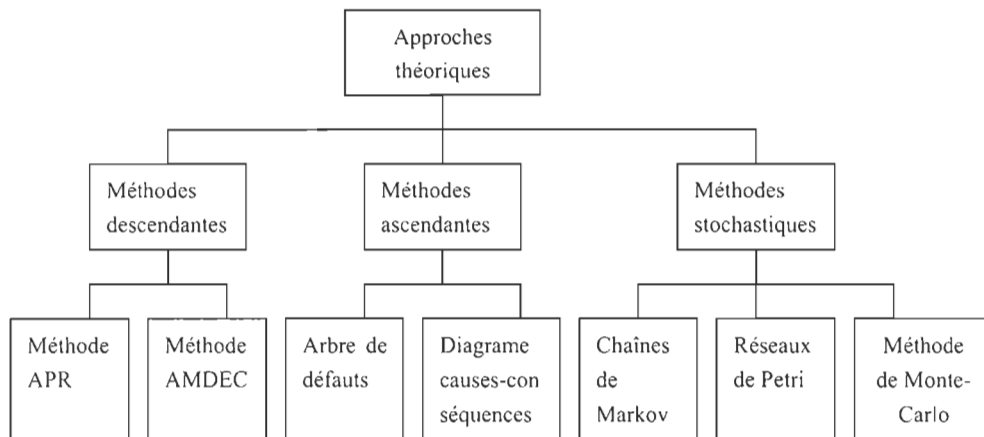 Approches
théoriques
Méthodes
descendantes
Méthodes
ascendantes
Méthodes
stochastiques
Méthode
APR
Méthode
AMDEC
Arbre de
défauts
Diagrame
causes-con
séquences
Chaînes
de
Markov
Réseaux
de Petri
Méthode
de Monte-
Carlo